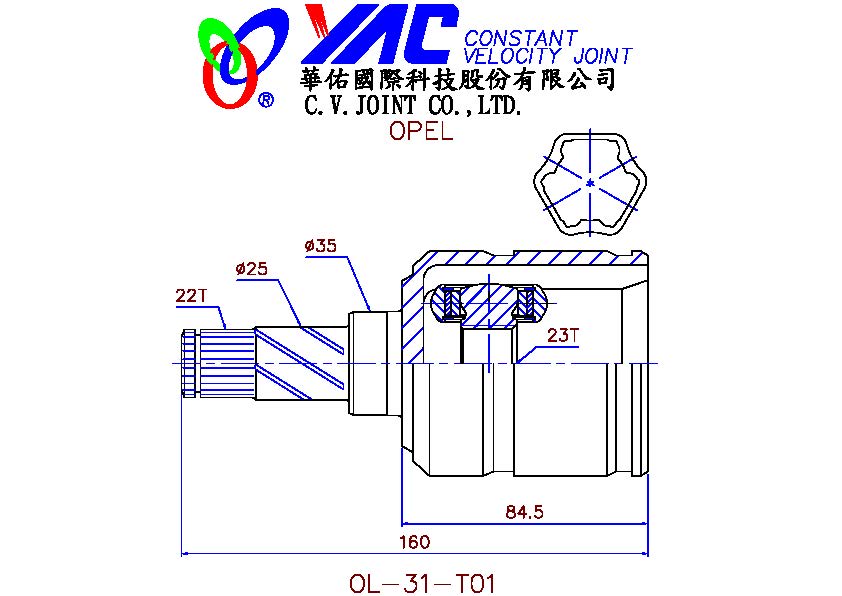 YAC CONSTANT
VELOCITY JOINT
®
華佑國際科技股份有限公司
C.V.JOINT CO.,LTD.
OPEL
ø35
ø25
22T
23T
84.5
160
OL-31-T01